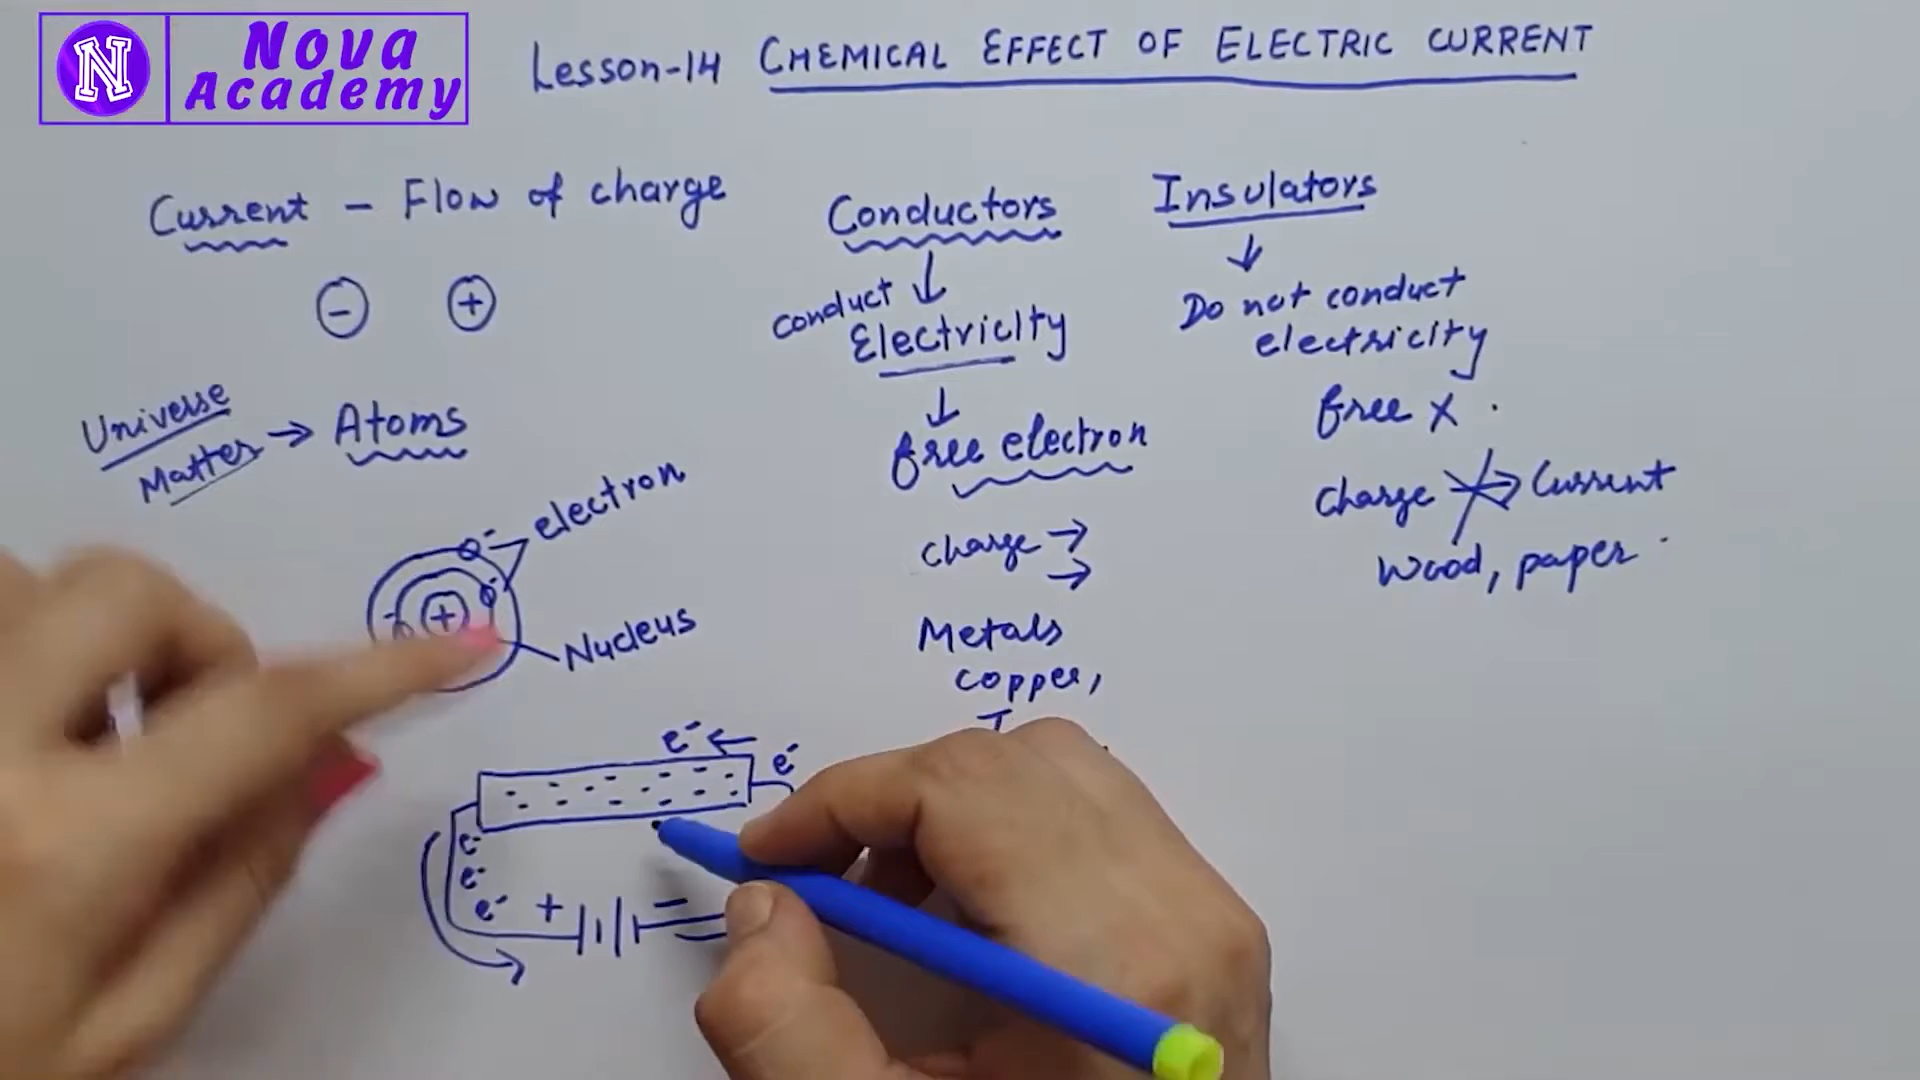 N
Nova
Academy
Lesson-14 CHEMICAL EFFECT OF ELECTRIC CURRENT
Current - Flow of charge
- +
Universe
Matter → Atoms
electron
- -
+
-
Nucleus
e- ←
e-
e-
e-
e-
+ -
Conductors
conduct ↓
Electricity
↓
free electron
charge →
→
Metals
copper,
Insulators
↓
Do not conduct
electricity
free X
Charge → Current
Wood, paper